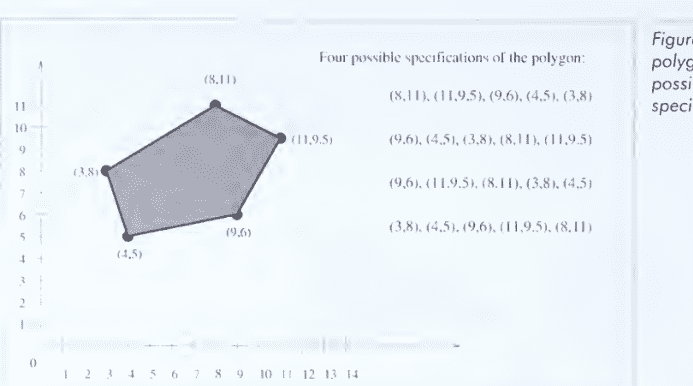 Four possible specifications of the polygon:
(8,11)
(8,11), (11,9.5), (9,6), (4,5), (3,8)
(11,9.5)
(9,6), (4,5), (3,8), (8,11), (11,9.5)
(3,8)
(9,6), (11.9.5), (8.11), (3,8), (4,5)
(9,6)
(3,8), (4,5), (9,6), (11,9.5), (8,11)
(4,5)
11
10
9
8
7
6
5
4
3
2
1
0
1 2 3 4 5 6 7 8 9 10 11 12 13 14